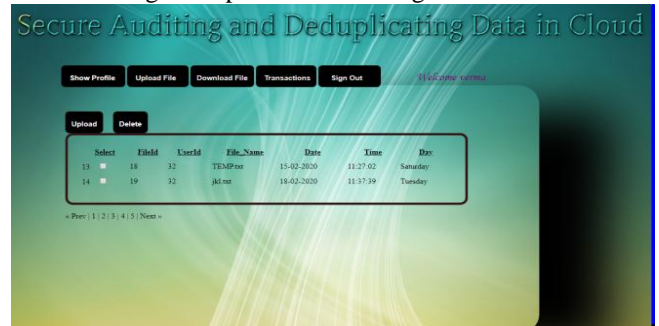 Secure Auditing and Deduplicating Data in Cloud
Show Profile Upload File Download File Transactions Sign Out Welcome verma
Upload Delete
Select FileId UserId File_Name Date Time Day
13 18 32 TEMP.txt 15-02-2020 11:27:02 Saturday
14 19 32 jkl.txt 18-02-2020 11:37:39 Tuesday
« Prev | 1 | 2 | 3 | 4 | 5 | Next »